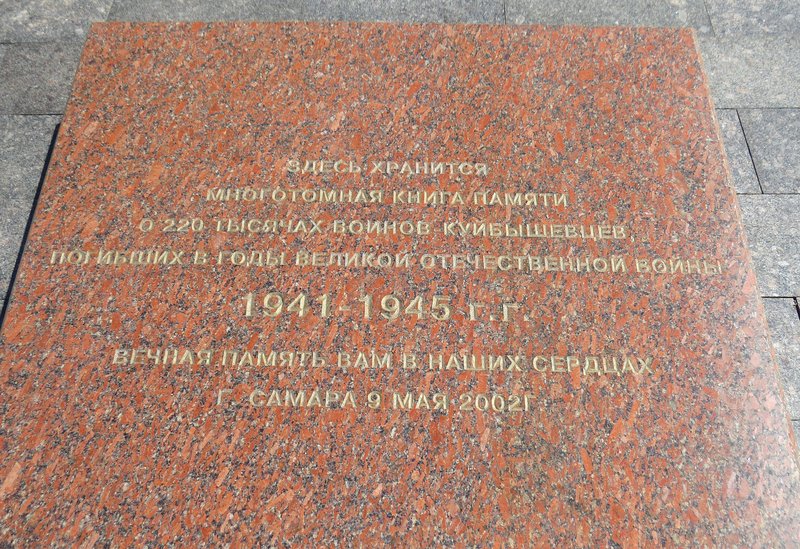 ЗДЕСЬ ХРАНИТСЯ
МНОГОТОМНАЯ КНИГА ПАМЯТИ
О 220 ТЫСЯЧАХ ВОИНОВ КУЙБЫШЕВЦЕВ,
ПОГИБШИХ В ГОДЫ ВЕЛИКОЙ ОТЕЧЕСТВЕННОЙ ВОЙНЫ
1941-1945 г.г.
ВЕЧНАЯ ПАМЯТЬ ВАМ В НАШИХ СЕРДЦАХ
Г. САМАРА 9 МАЯ 2002Г